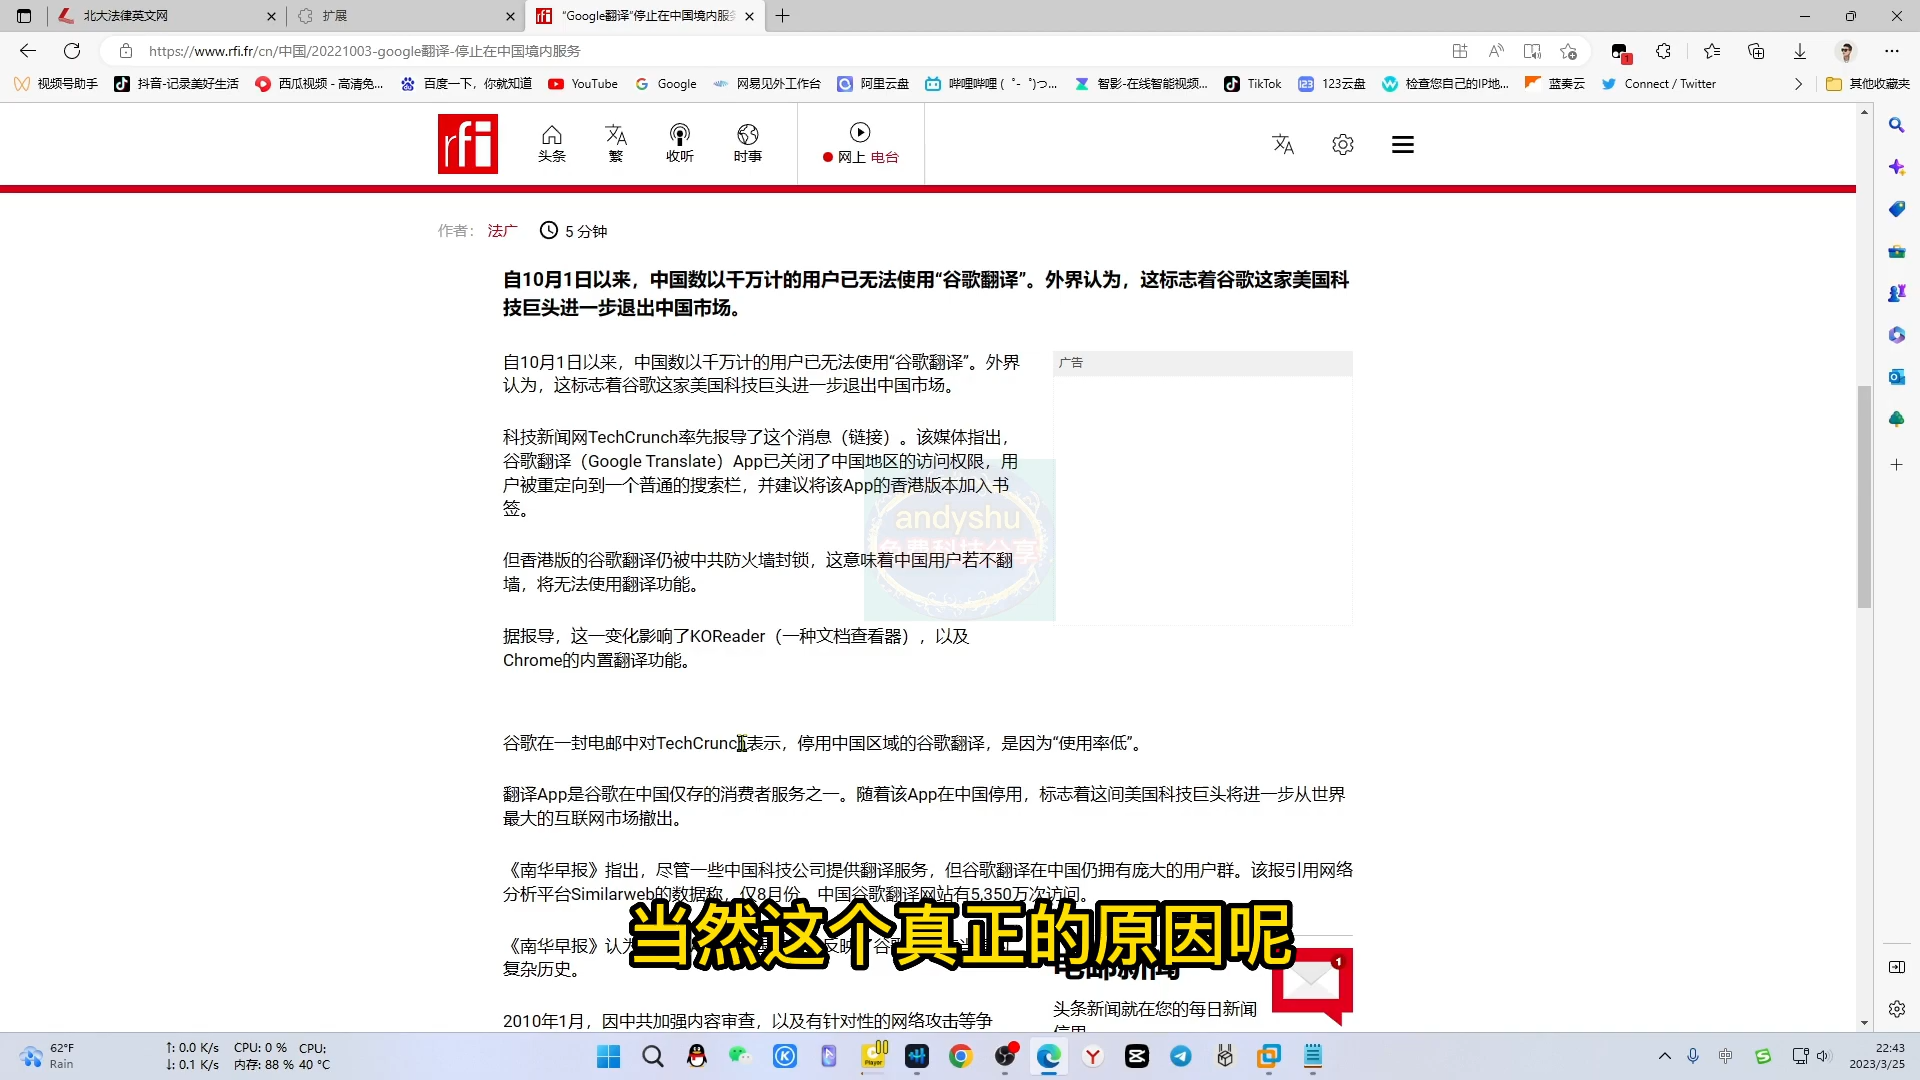 北大法律英文网
扩展
"Google翻译"停止在中国境内服务
https://www.rfi.fr/cn/中国/20221003-google翻译-停止在中国境内服务
视频号助手 抖音-记录美好生活 西瓜视频 - 高清免... 百度一下，你就知道 YouTube Google 网易见外工作台 阿里云盘 哔哩哔哩 ( ゜- ゜)つ... 智影-在线智能视频... TikTok 123云盘 检查您自己的IP地... 蓝奏云 Connect / Twitter 其他收藏夹
rfi
头条 繁 收听 时事 网上 电台
作者： 法广 5 分钟
自10月1日以来，中国数以千万计的用户已无法使用“谷歌翻译”。外界认为，这标志着谷歌这家美国科
技巨头进一步退出中国市场。
自10月1日以来，中国数以千万计的用户已无法使用“谷歌翻译”。外界
认为，这标志着谷歌这家美国科技巨头进一步退出中国市场。
广告
科技新闻网TechCrunch率先报导了这个消息（链接）。该媒体指出，
谷歌翻译（Google Translate）App已关闭了中国地区的访问权限，用
户被重定向到一个普通的搜索栏，并建议将该App的香港版本加入书
签。
andyshu
免费科技分享
但香港版的谷歌翻译仍被中共防火墙封锁，这意味着中国用户若不翻
墙，将无法使用翻译功能。
据报导，这一变化影响了KOReader（一种文档查看器），以及
Chrome的内置翻译功能。
谷歌在一封电邮中对TechCrunch表示，停用中国区域的谷歌翻译，是因为“使用率低”。
翻译App是谷歌在中国仅存的消费者服务之一。随着该App在中国停用，标志着这间美国科技巨头将进一步从世界
最大的互联网市场撤出。
《南华早报》指出，尽管一些中国科技公司提供翻译服务，但谷歌翻译在中国仍拥有庞大的用户群。该报引用网络
分析平台Similarweb的数据称，仅8月份，中国谷歌翻译网站有5,350万次访问。
当然这个真正的原因呢
《南华早报》认为
反映了谷
复杂历史。
电邮新闻
1
头条新闻就在您的每日新闻
2010年1月，因中共加强内容审查，以及有针对性的网络攻击等争
62°F
Rain
↑: 0.0 K/s CPU: 0 % CPU:
↓: 0.1 K/s 内存: 88 % 40 °C
中
22:43
2023/3/25